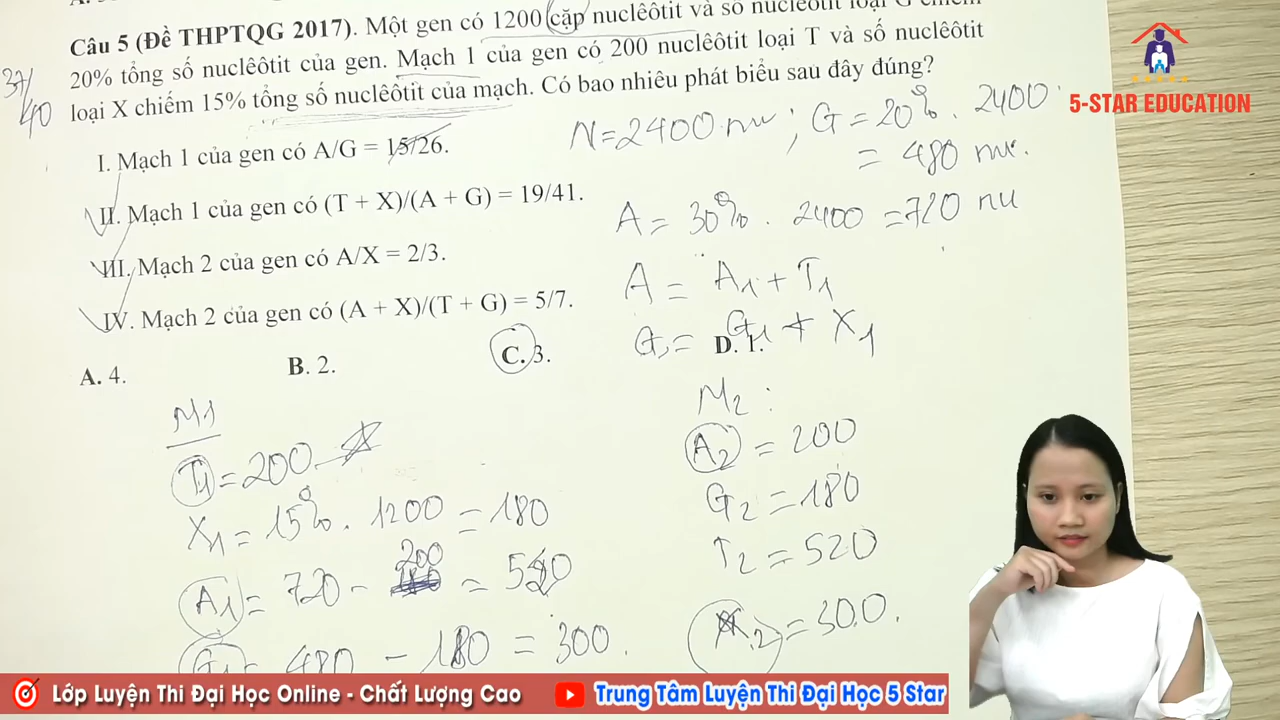 Câu 5 (Đề THPTQG 2017). Một gen có 1200 cặp nuclêôtit và số nuclêôtit loại G chiếm
20% tổng số nuclêôtit của gen. Mạch 1 của gen có 200 nuclêôtit loại T và số nuclêôtit
loại X chiếm 15% tổng số nuclêôtit của mạch. Có bao nhiêu phát biểu sau đây đúng?
37/40
I. Mạch 1 của gen có A/G = 15/26.
II. Mạch 1 của gen có (T + X)/(A + G) = 19/41.
III. Mạch 2 của gen có A/X = 2/3.
IV. Mạch 2 của gen có (A + X)/(T + G) = 5/7.
A. 4.
B. 2.
C. 3.
D. 1.
N = 2400 nu ; G = 20% . 2400
= 480 nu.
A = 30% . 2400 = 720 nu
A = A1 + T1
G = G1 + X1
M1
T1 = 200
X1 = 15% . 1200 = 180
A1 = 720 - 200 = 520
G1 = 480 - 180 = 300.
M2 :
A2 = 200
G2 = 180
T2 = 520
X2 = 300.
5-STAR EDUCATION
Lớp Luyện Thi Đại Học Online - Chất Lượng Cao
Trung Tâm Luyện Thi Đại Học 5 Star